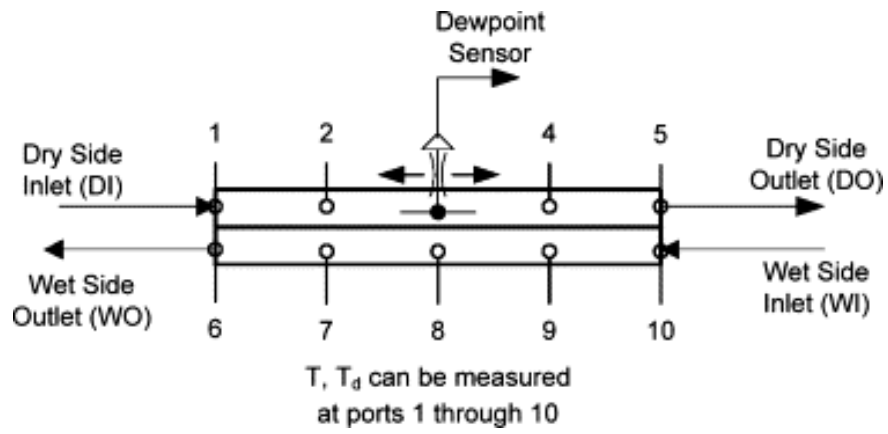 Dewpoint
Sensor
1 2 4 5
Dry Side
Inlet (DI)
Dry Side
Outlet (DO)
Wet Side
Outlet (WO)
Wet Side
Inlet (WI)
6 7 8 9 10
T, T_d can be measured
at ports 1 through 10